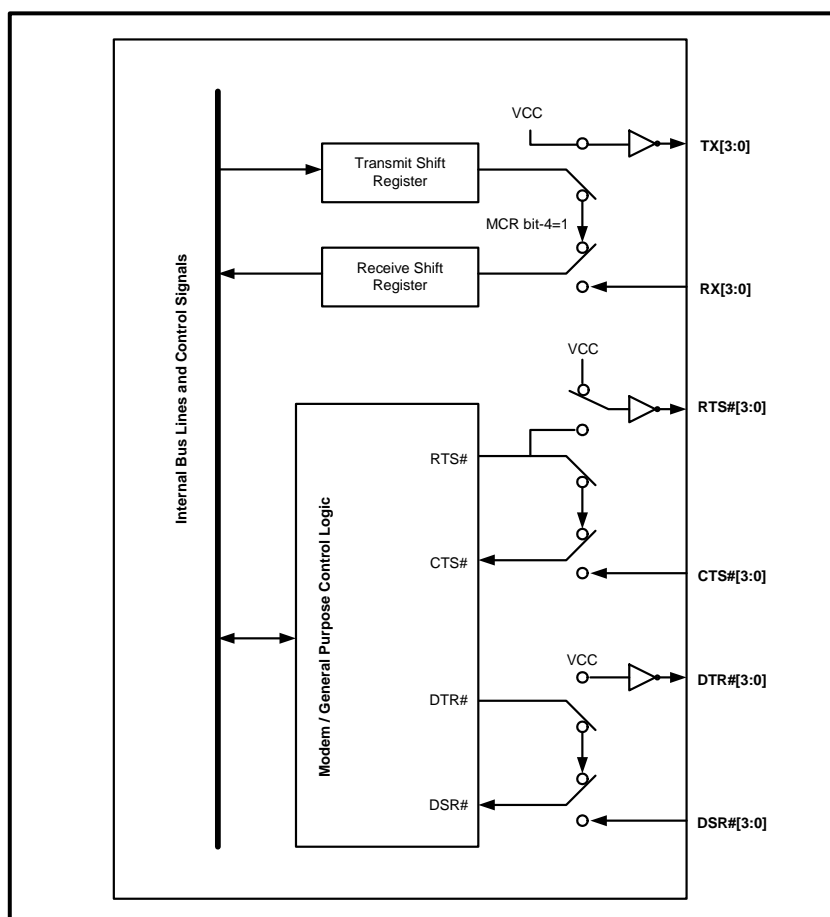 VCC
TX[3:0]
Transmit Shift
Register
MCR bit-4=1
Receive Shift
Register
RX[3:0]
Internal Bus Lines and Control Signals
VCC
RTS#[3:0]
RTS#
CTS#
CTS#[3:0]
Modem / General Purpose Control Logic
VCC
DTR#[3:0]
DTR#
DSR#
DSR#[3:0]